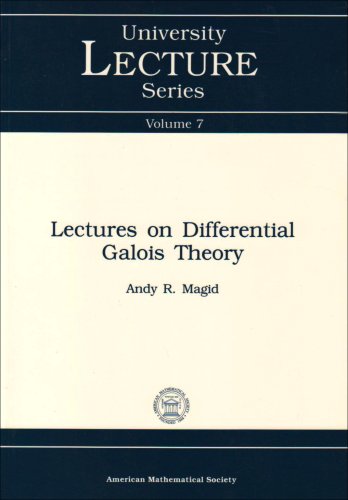 University
LECTURE
Series
Volume 7
Lectures on Differential
Galois Theory
Andy R. Magid
American Mathematical Society